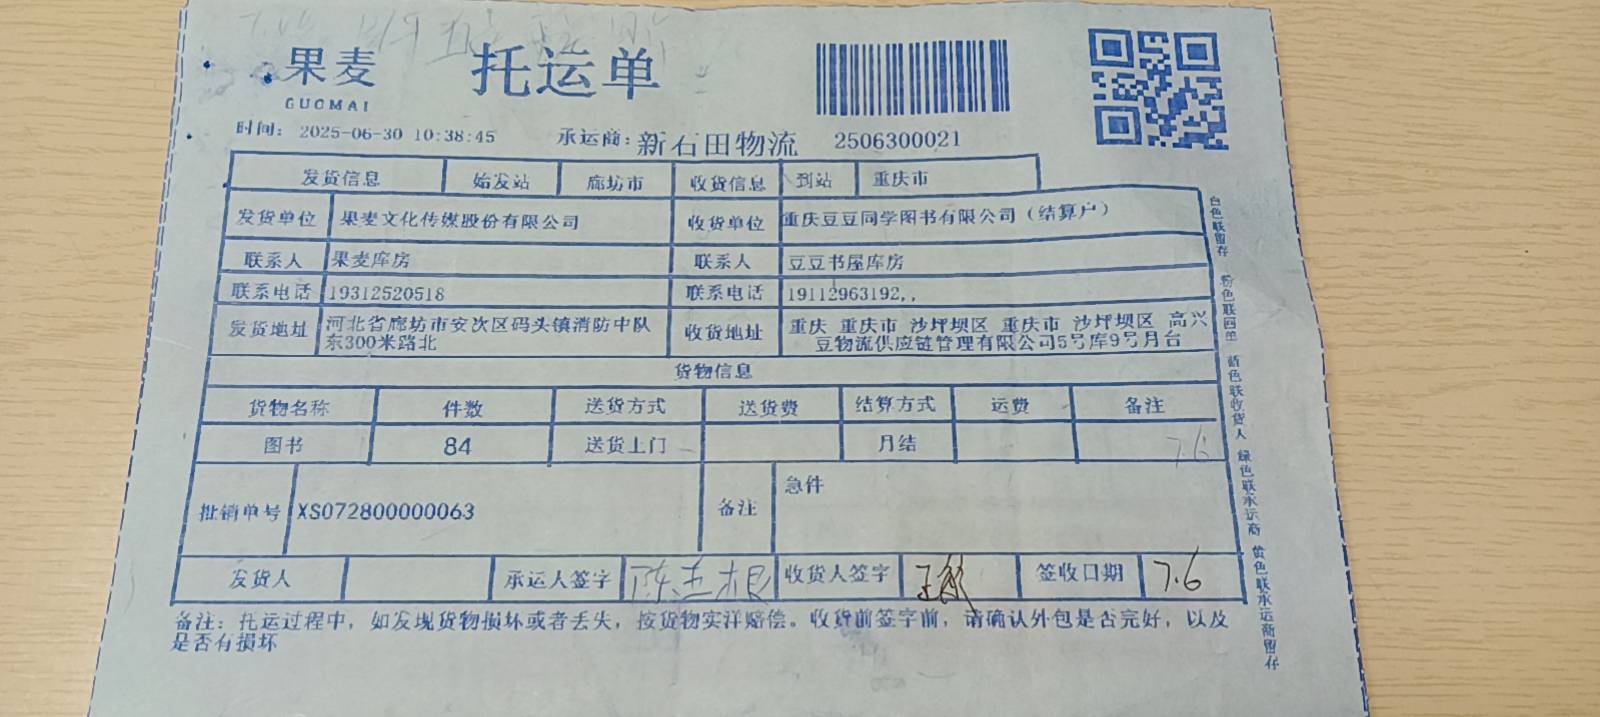 果麦
GUOMAI
托运单
时间: 2025-06-30 10:38:45
承运商: 新石田物流 2506300021
发货信息 始发站 廊坊市 收货信息 到站 重庆市
发货单位 果麦文化传媒股份有限公司 收货单位 重庆豆豆同学图书有限公司（结算户）
联系人 果麦库房 联系人 豆豆书屋库房
联系电话 19312520518 联系电话 19112963192,,
发货地址 河北省廊坊市安次区码头镇消防中队
东300米路北
收货地址 重庆 重庆市 沙坪坝区 重庆市 沙坪坝区 高兴
豆物流供应链管理有限公司5号库9号月台
货物信息
货物名称 件数 送货方式 送货费 结算方式 运费 备注
图书 84 送货上门 月结 7.6
批销单号 XS072800000063 备注 急件
发货人 承运人签字 收货人签字 签收日期 7.6
备注: 托运过程中, 如发现货物损坏或者丢失, 按货物实洋赔偿。收货前签字前, 请确认外包是否完好, 以及
是否有损坏
白色联留存 粉色联回单 蓝色联收货人 绿色联承运商 黄色联承运商留存